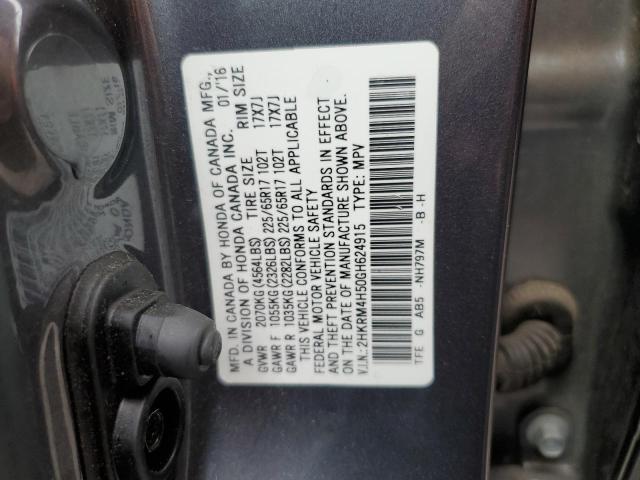 MFD. IN CANADA BY HONDA OF CANADA MFG.,
A DIVISION OF HONDA CANADA INC. 01/'16
TIRE SIZE RIM SIZE
GVWR 2070KG(4564LBS)
GAWR F 1055KG(2326LBS) 225/65R17 102T 17X7J
GAWR R 1035KG(2282LBS) 225/65R17 102T 17X7J
THIS VEHICLE CONFORMS TO ALL APPLICABLE
FEDERAL MOTOR VEHICLE SAFETY
AND THEFT PREVENTION STANDARDS IN EFFECT
ON THE DATE OF MANUFACTURE SHOWN ABOVE.
V.I.N.: 2HKRM4H50GH624915 TYPE: MPV
TFE G AB5 -NH797M -B -H